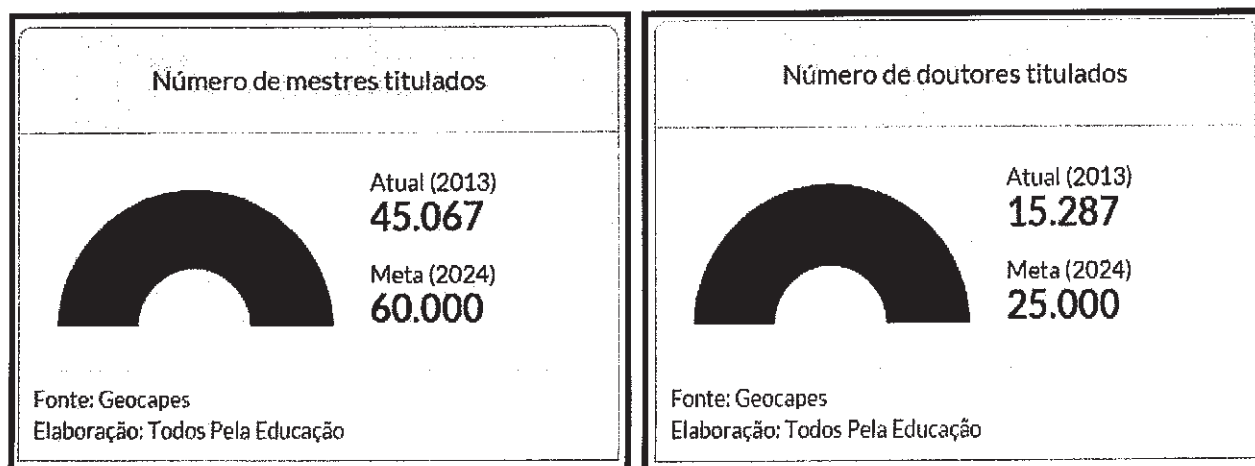 Número de mestres titulados
Atual (2013)
45.067
Meta (2024)
60.000
Fonte: Geocapes
Elaboração: Todos Pela Educação
Número de doutores titulados
Atual (2013)
15.287
Meta (2024)
25.000
Fonte: Geocapes
Elaboração: Todos Pela Educação